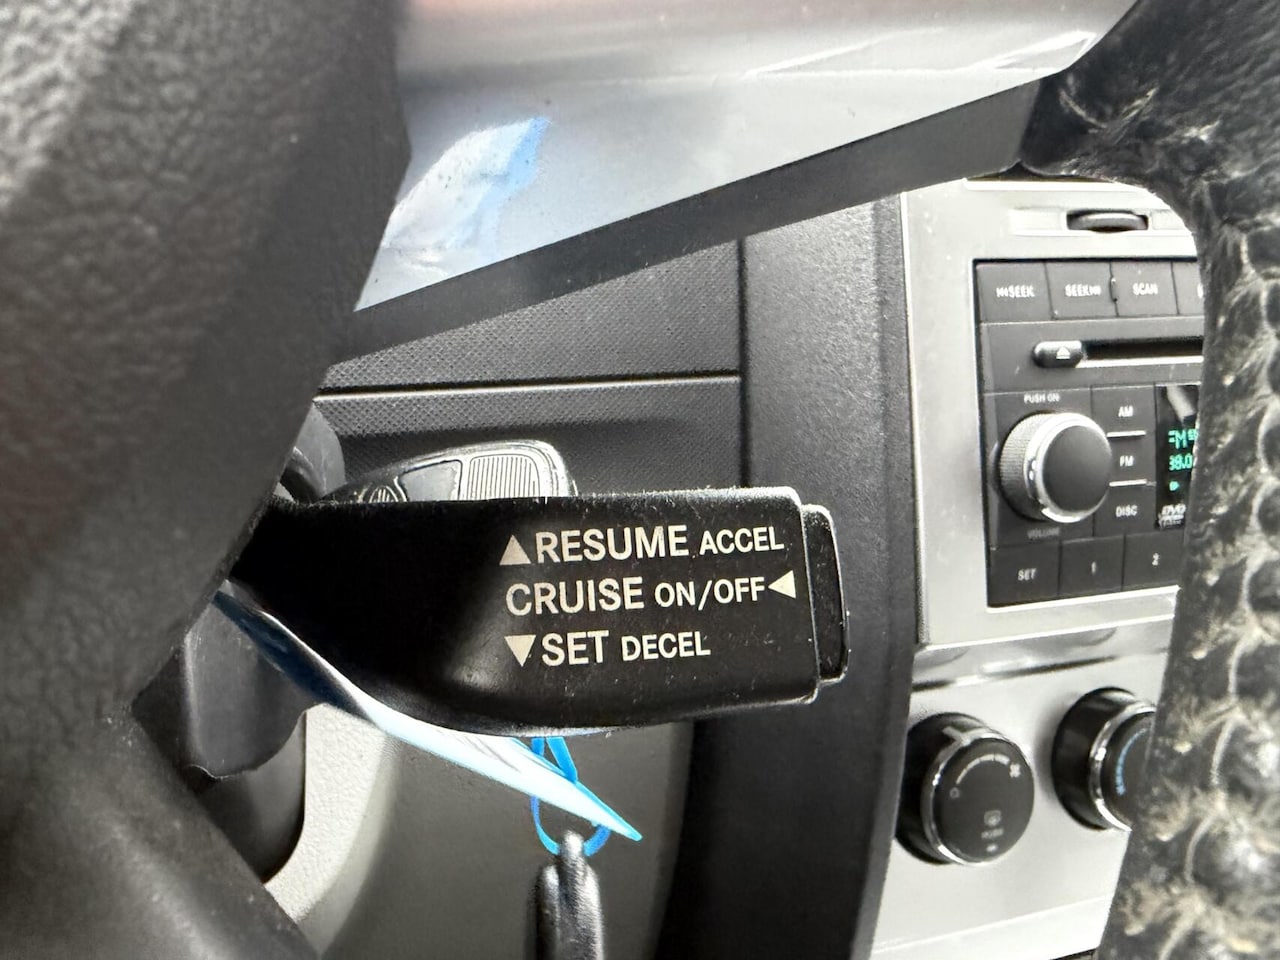 SEEK
SEEK
SCAN
PUSH ON
AM
FM
DISC
VOLUME
SET
1
2
▲RESUME ACCEL
CRUISE ON/OFF◀
▼SET DECEL